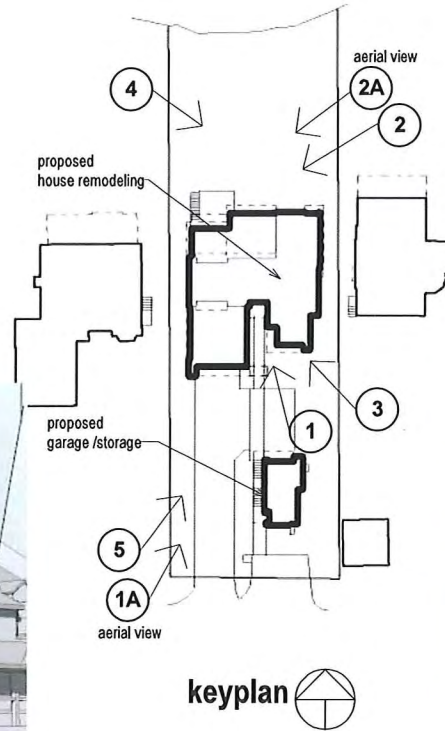 aerial view
4
2A
2
proposed
house remodeling
proposed
garage /storage
1
3
5
1A
aerial view
keyplan